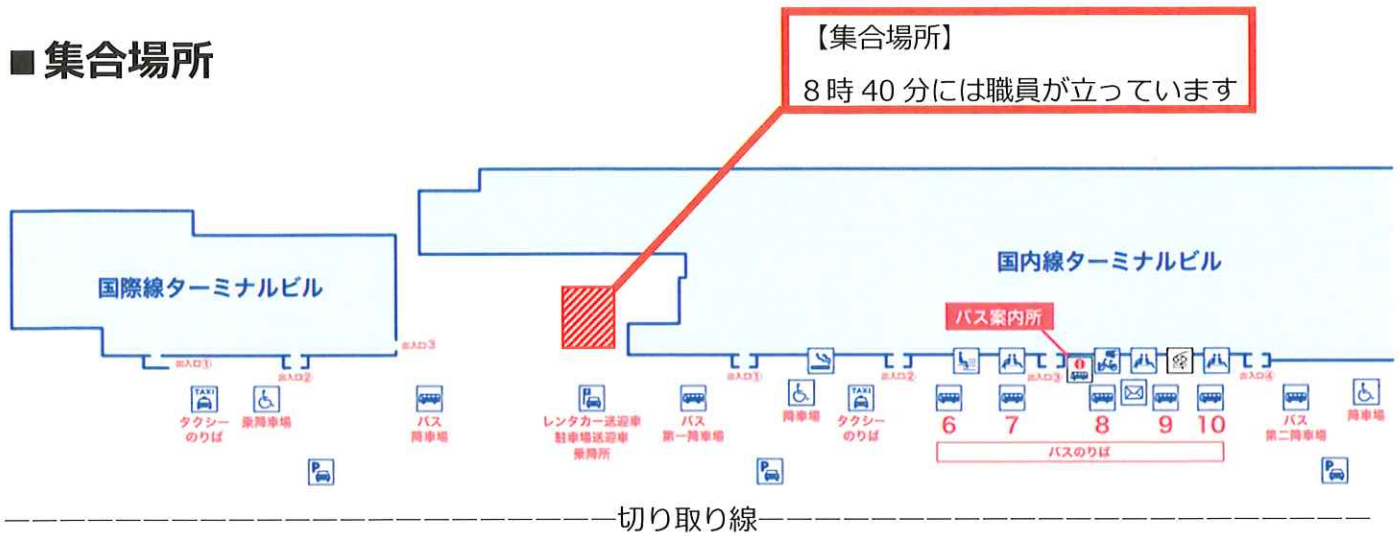 ■集合場所
【集合場所】
8時40分には職員が立っています
国際線ターミナルビル
国内線ターミナルビル
バス案内所
出入口①
出入口②
出入口3
出入口①
出入口②
出入口③
出入口④
TAXI
タクシー
のりば
乗降車場
バス
降車場
P
レンタカー送迎車
駐車場送迎車
乗降所
バス
第一降車場
降車場
TAXI
タクシー
のりば
6
7
8
9
10
バスのりば
バス
第二降車場
降車場
P
P
P
切り取り線